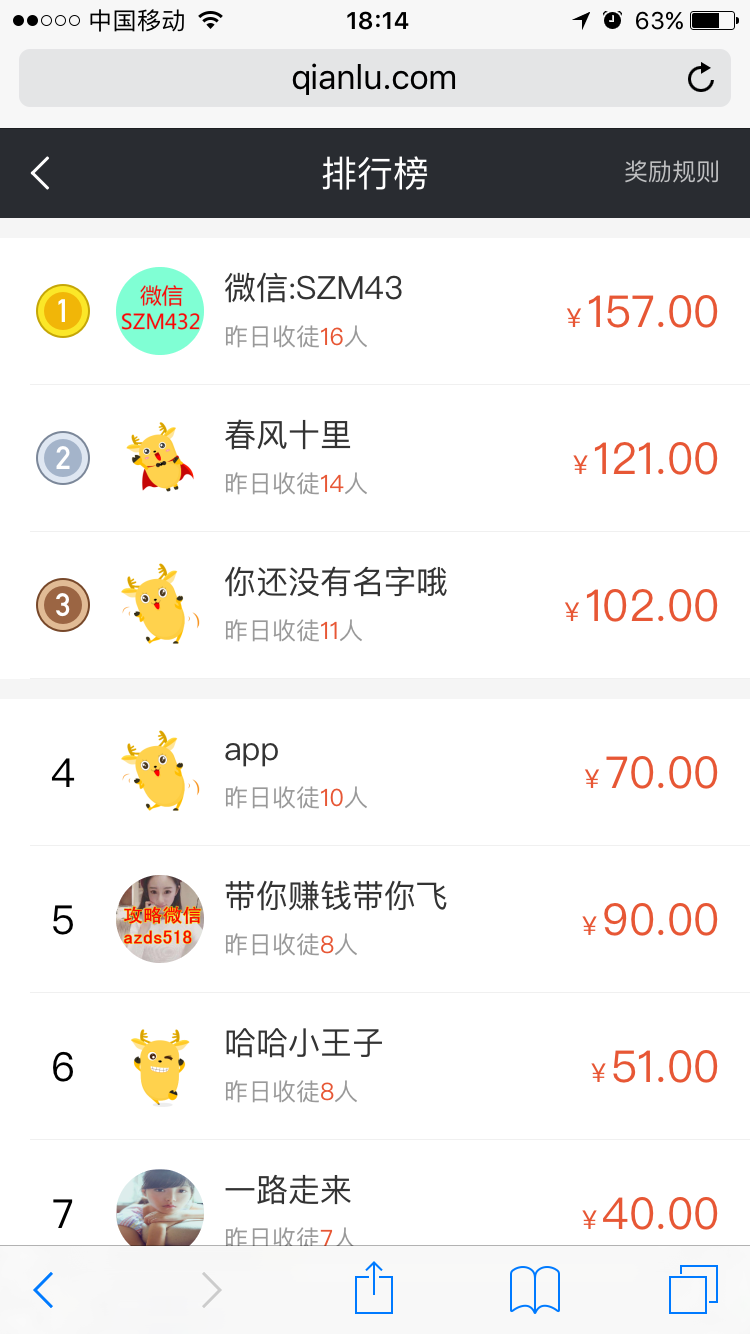 中国移动 18:14 63%
qianlu.com
排行榜 奖励规则
1 微信 SZM432 微信:SZM43 ¥157.00
昨日收徒16人
2 春风十里 ¥121.00
昨日收徒14人
3 你还没有名字哦 ¥102.00
昨日收徒11人
4 app ¥70.00
昨日收徒10人
5 攻略微信 azds518 带你赚钱带你飞 ¥90.00
昨日收徒8人
6 哈哈小王子 ¥51.00
昨日收徒8人
7 一路走来 ¥40.00
昨日收徒7人